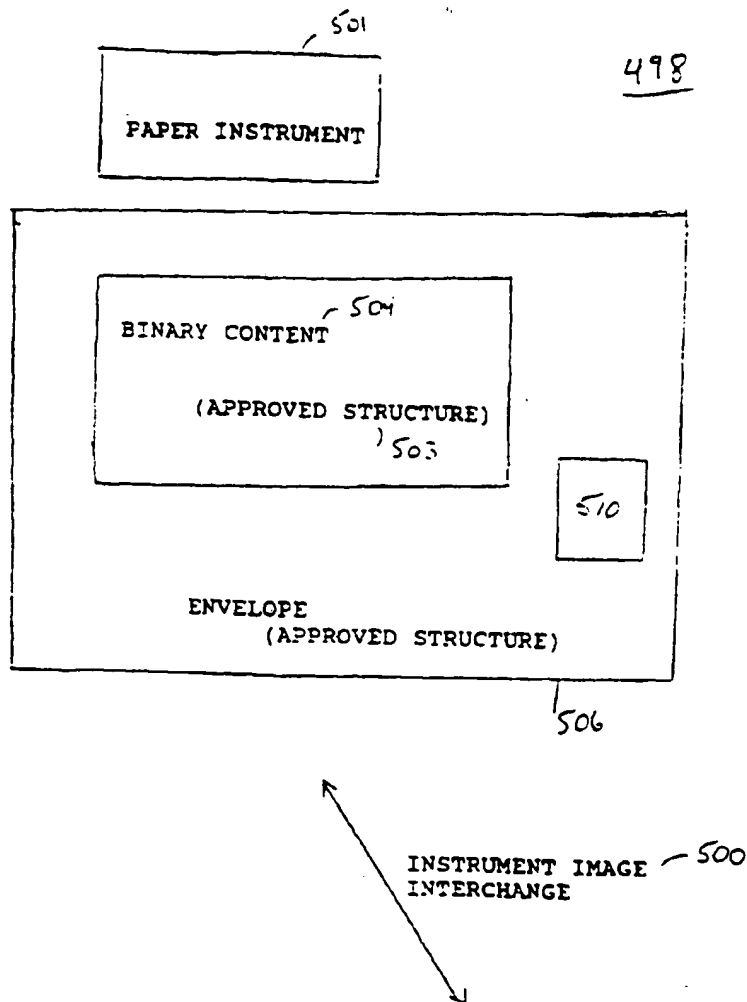 501
498
PAPER INSTRUMENT
504
BINARY CONTENT
(APPROVED STRUCTURE)
503
510
ENVELOPE
(APPROVED STRUCTURE)
506
INSTRUMENT IMAGE 500
INTERCHANGE